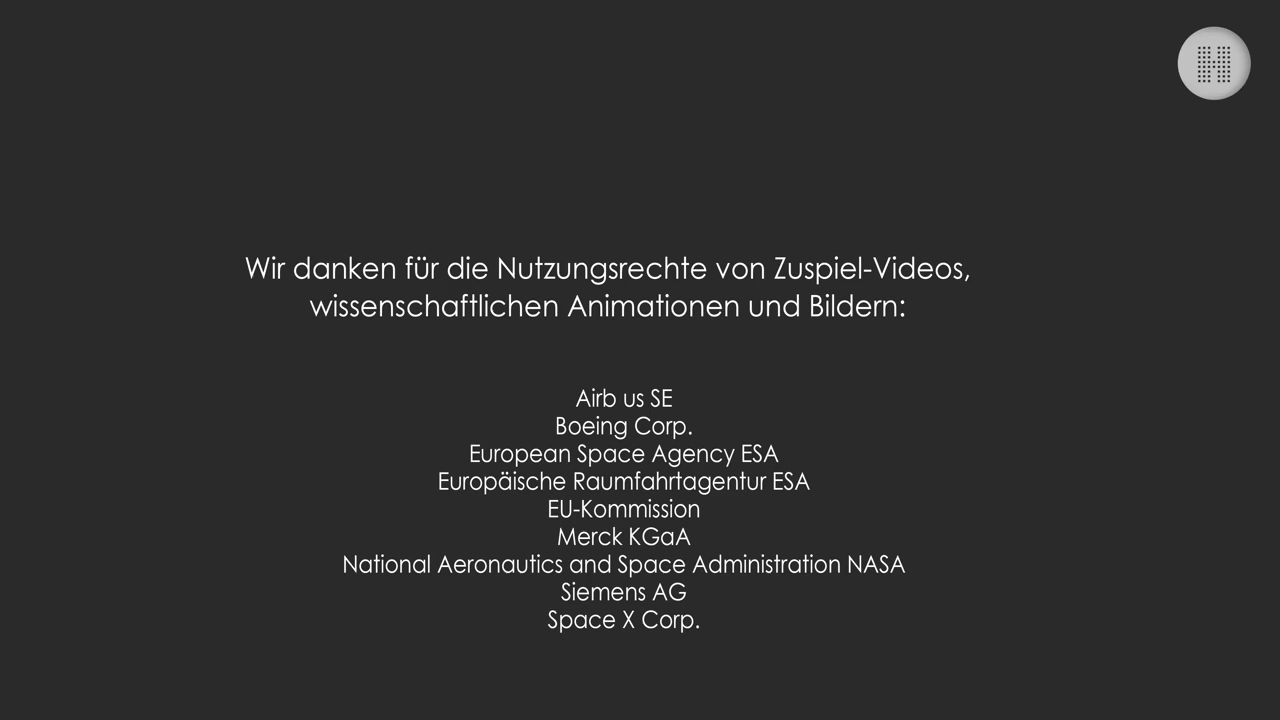 H
Wir danken für die Nutzungsrechte von Zuspiel-Videos,
wissenschaftlichen Animationen und Bildern:
Airb us SE
Boeing Corp.
European Space Agency ESA
Europäische Raumfahrtagentur ESA
EU-Kommission
Merck KGaA
National Aeronautics and Space Administration NASA
Siemens AG
Space X Corp.